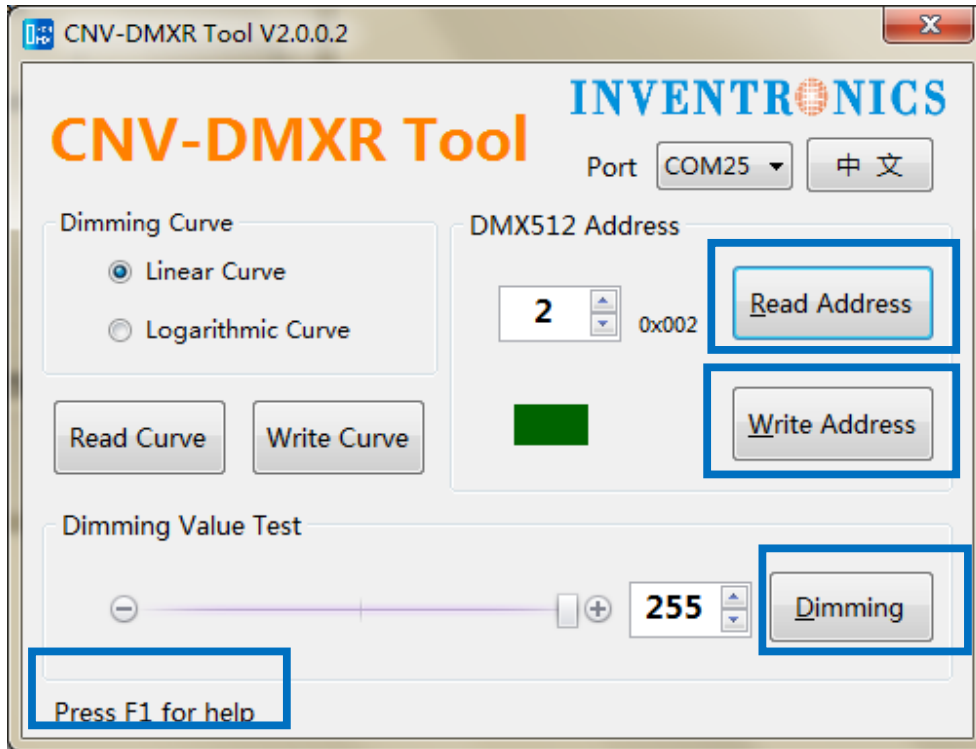 CNV-DMXR Tool V2.0.0.2
INVENTRONICS
CNV-DMXR Tool
Port COM25 中 文
Dimming Curve
Linear Curve
Logarithmic Curve
Read Curve Write Curve
DMX512 Address
2 0x002 Read Address
Write Address
Dimming Value Test
255 Dimming
Press F1 for help